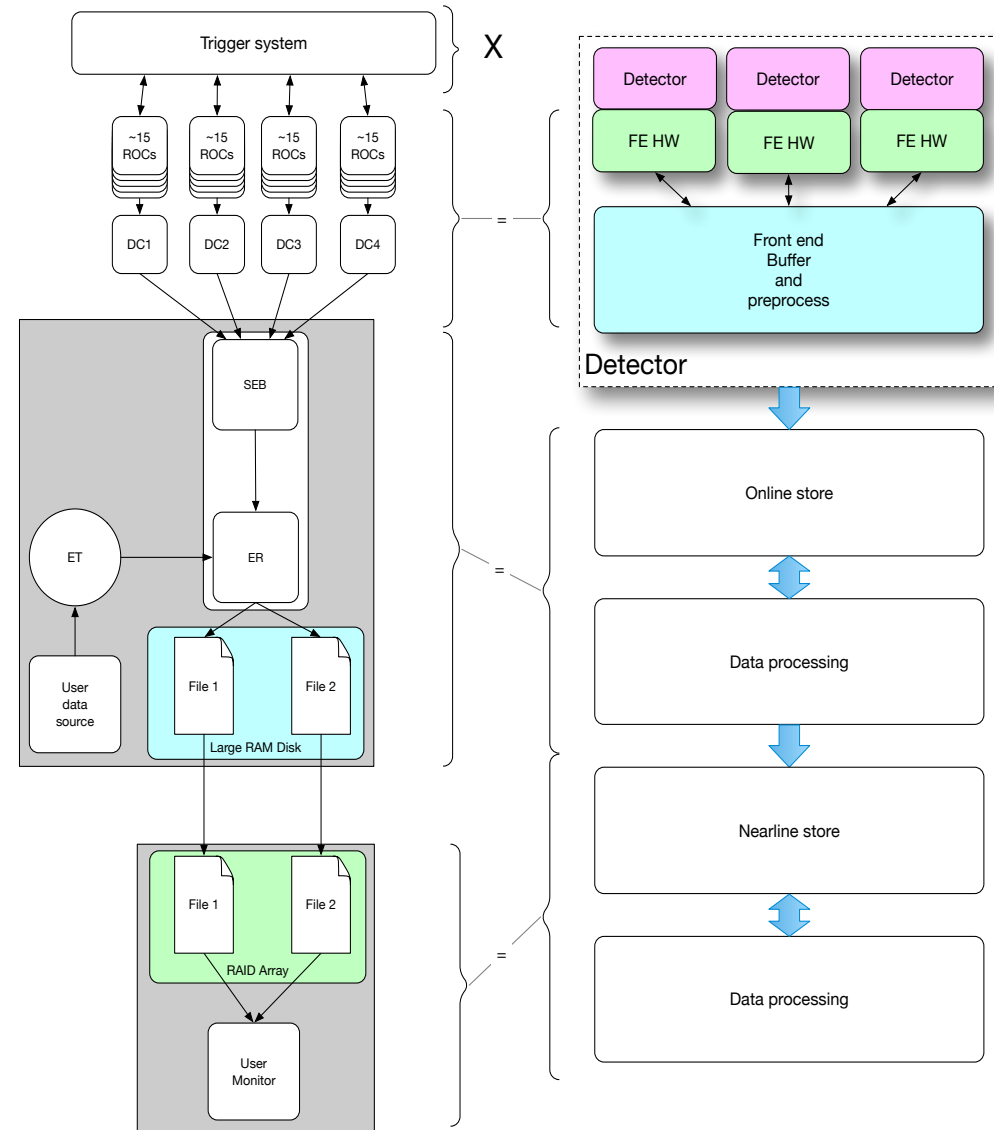 Trigger system
X
~15
ROCs
~15
ROCs
~15
ROCs
~15
ROCs
DC1
DC2
DC3
DC4
SEB
ER
ET
User
data
source
File 1
File 2
Large RAM Disk
File 1
File 2
RAID Array
User
Monitor
=
=
=
Detector
Detector
Detector
FE HW
FE HW
FE HW
Front end
Buffer
and
preprocess
Detector
Online store
Data processing
Nearline store
Data processing